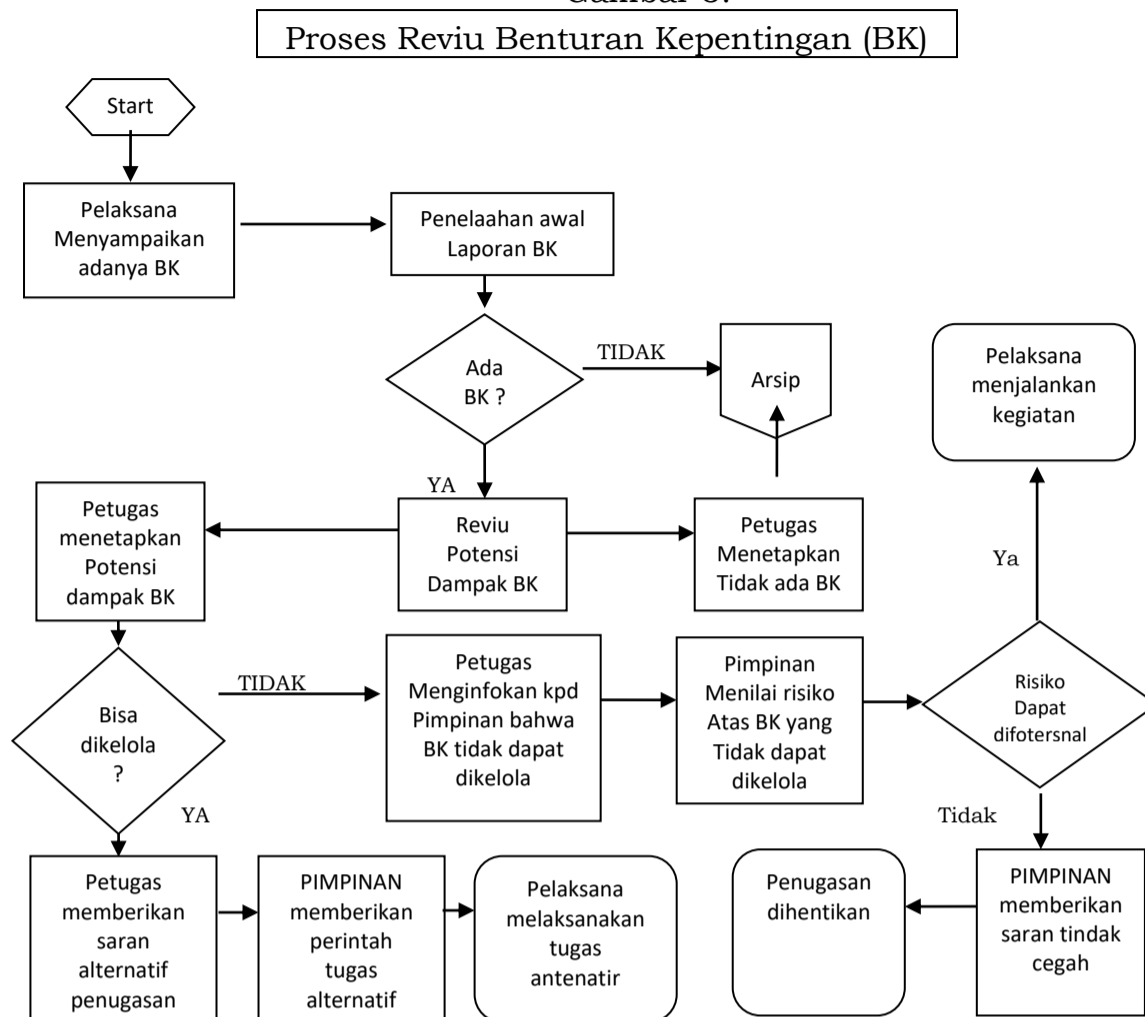 Proses Reviu Benturan Kepentingan (BK)
Start
Pelaksana
Menyampaikan
adanya BK
Penelaahan awal
Laporan BK
Ada
BK ?
TIDAK
Arsip
Pelaksana
menjalankan
kegiatan
YA
Petugas
menetapkan
Potensi
dampak BK
Reviu
Potensi
Dampak BK
Petugas
Menetapkan
Tidak ada BK
Ya
Bisa
dikelola
?
TIDAK
Petugas
Menginfokan kpd
Pimpinan bahwa
BK tidak dapat
dikelola
Pimpinan
Menilai risiko
Atas BK yang
Tidak dapat
dikelola
Risiko
Dapat
difotersnal
YA
Tidak
Petugas
memberikan
saran
alternatif
penugasan
PIMPINAN
memberikan
perintah
tugas
alternatif
Pelaksana
melaksanakan
tugas
antenatir
Penugasan
dihentikan
PIMPINAN
memberikan
saran tindak
cegah